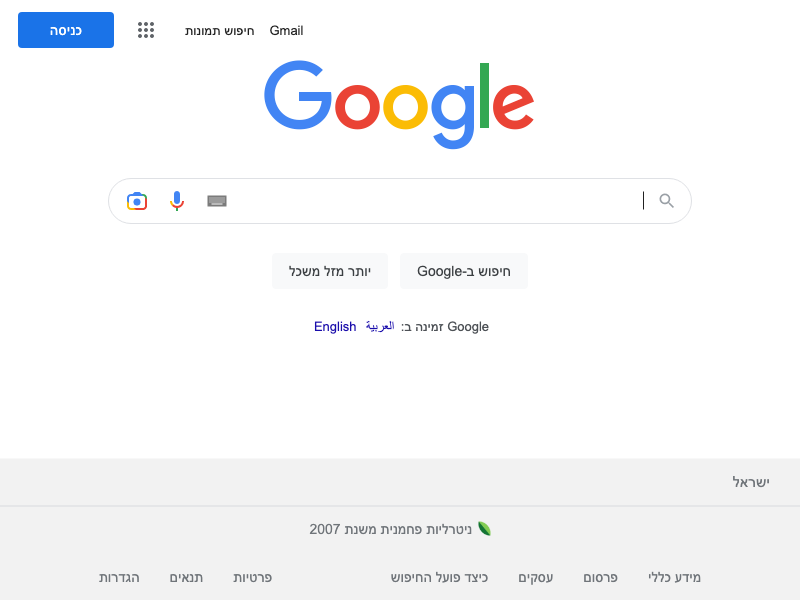 Gmail חיפוש תמונות כניסה
Google
חיפוש ב-Google יותר מזל משכל
Google זמינה ב: العربية English
ישראל
ניטרליות פחמנית משנת 2007
מידע כללי פרסום עסקים כיצד פועל החיפוש פרטיות תנאים הגדרות